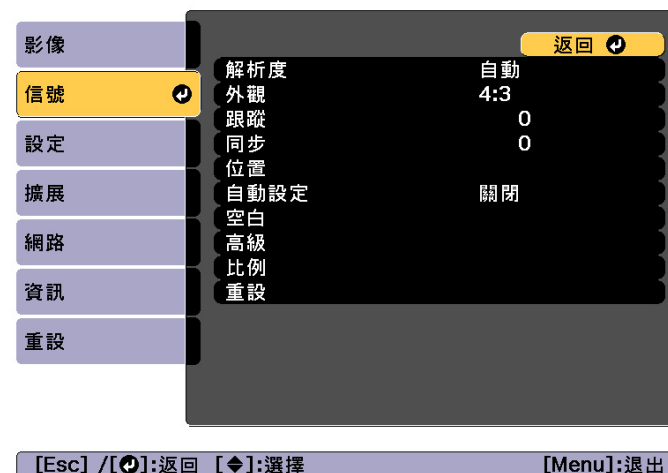 影像
信號
設定
擴展
網路
資訊
重設
返回
解析度 自動
外觀 4:3
跟蹤 0
同步 0
位置
自動設定 關閉
空白
高級
比例
重設
[Esc] /[ ]:返回 [ ]:選擇 [Menu]:退出